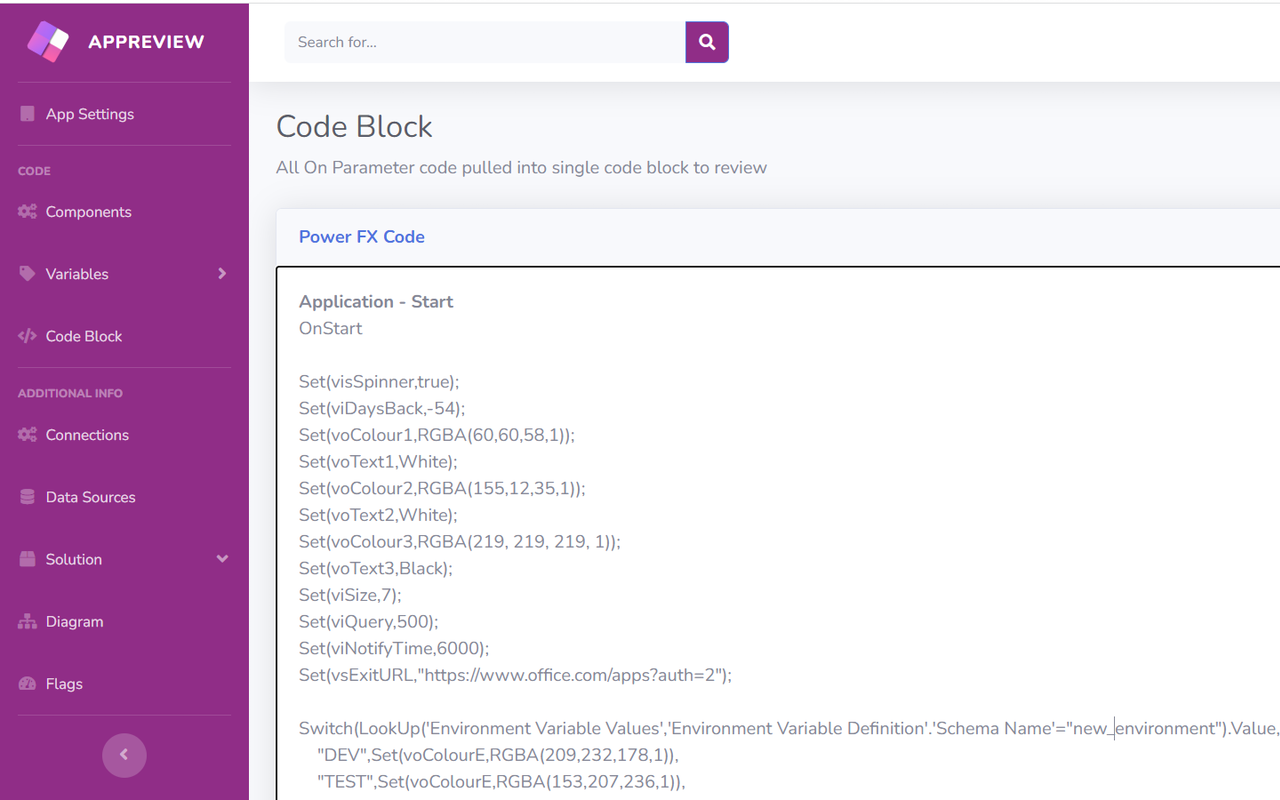 APPREVIEW
Search for...
App Settings
CODE
Components
Variables
Code Block
ADDITIONAL INFO
Connections
Data Sources
Solution
Diagram
Flags
Code Block
All On Parameter code pulled into single code block to review
Power FX Code
Application - Start
OnStart
Set(visSpinner,true);
Set(viDaysBack,-54);
Set(voColour1,RGBA(60,60,58,1));
Set(voText1,White);
Set(voColour2,RGBA(155,12,35,1));
Set(voText2,White);
Set(voColour3,RGBA(219, 219, 219, 1));
Set(voText3,Black);
Set(viSize,7);
Set(viQuery,500);
Set(viNotifyTime,6000);
Set(vsExitURL,"https://www.office.com/apps?auth=2");
Switch(LookUp('Environment Variable Values','Environment Variable Definition'.'Schema Name'="new_environment").Value,
"DEV",Set(voColourE,RGBA(209,232,178,1)),
"TEST",Set(voColourE,RGBA(153,207,236,1)),